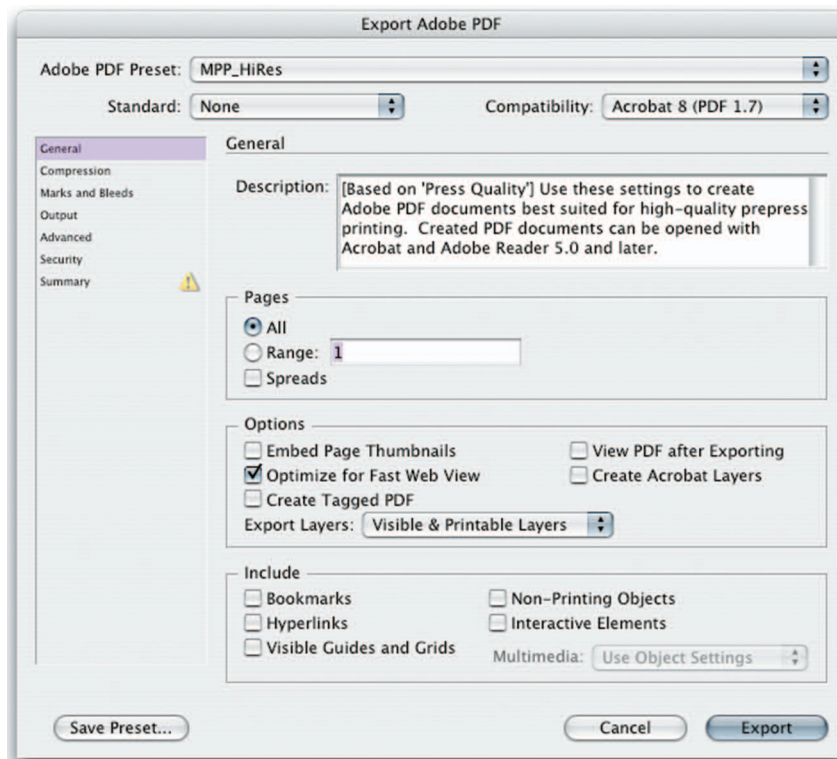 Export Adobe PDF
Adobe PDF Preset: MPP_HiRes
Standard: None
Compatibility: Acrobat 8 (PDF 1.7)
General
Compression
Marks and Bleeds
Output
Advanced
Security
Summary
General
Description: [Based on 'Press Quality'] Use these settings to create
Adobe PDF documents best suited for high-quality prepress
printing. Created PDF documents can be opened with
Acrobat and Adobe Reader 5.0 and later.
Pages
All
Range: 1
Spreads
Options
Embed Page Thumbnails
View PDF after Exporting
Optimize for Fast Web View
Create Acrobat Layers
Create Tagged PDF
Export Layers: Visible & Printable Layers
Include
Bookmarks
Non-Printing Objects
Hyperlinks
Interactive Elements
Visible Guides and Grids
Multimedia: Use Object Settings
Save Preset...
Cancel
Export